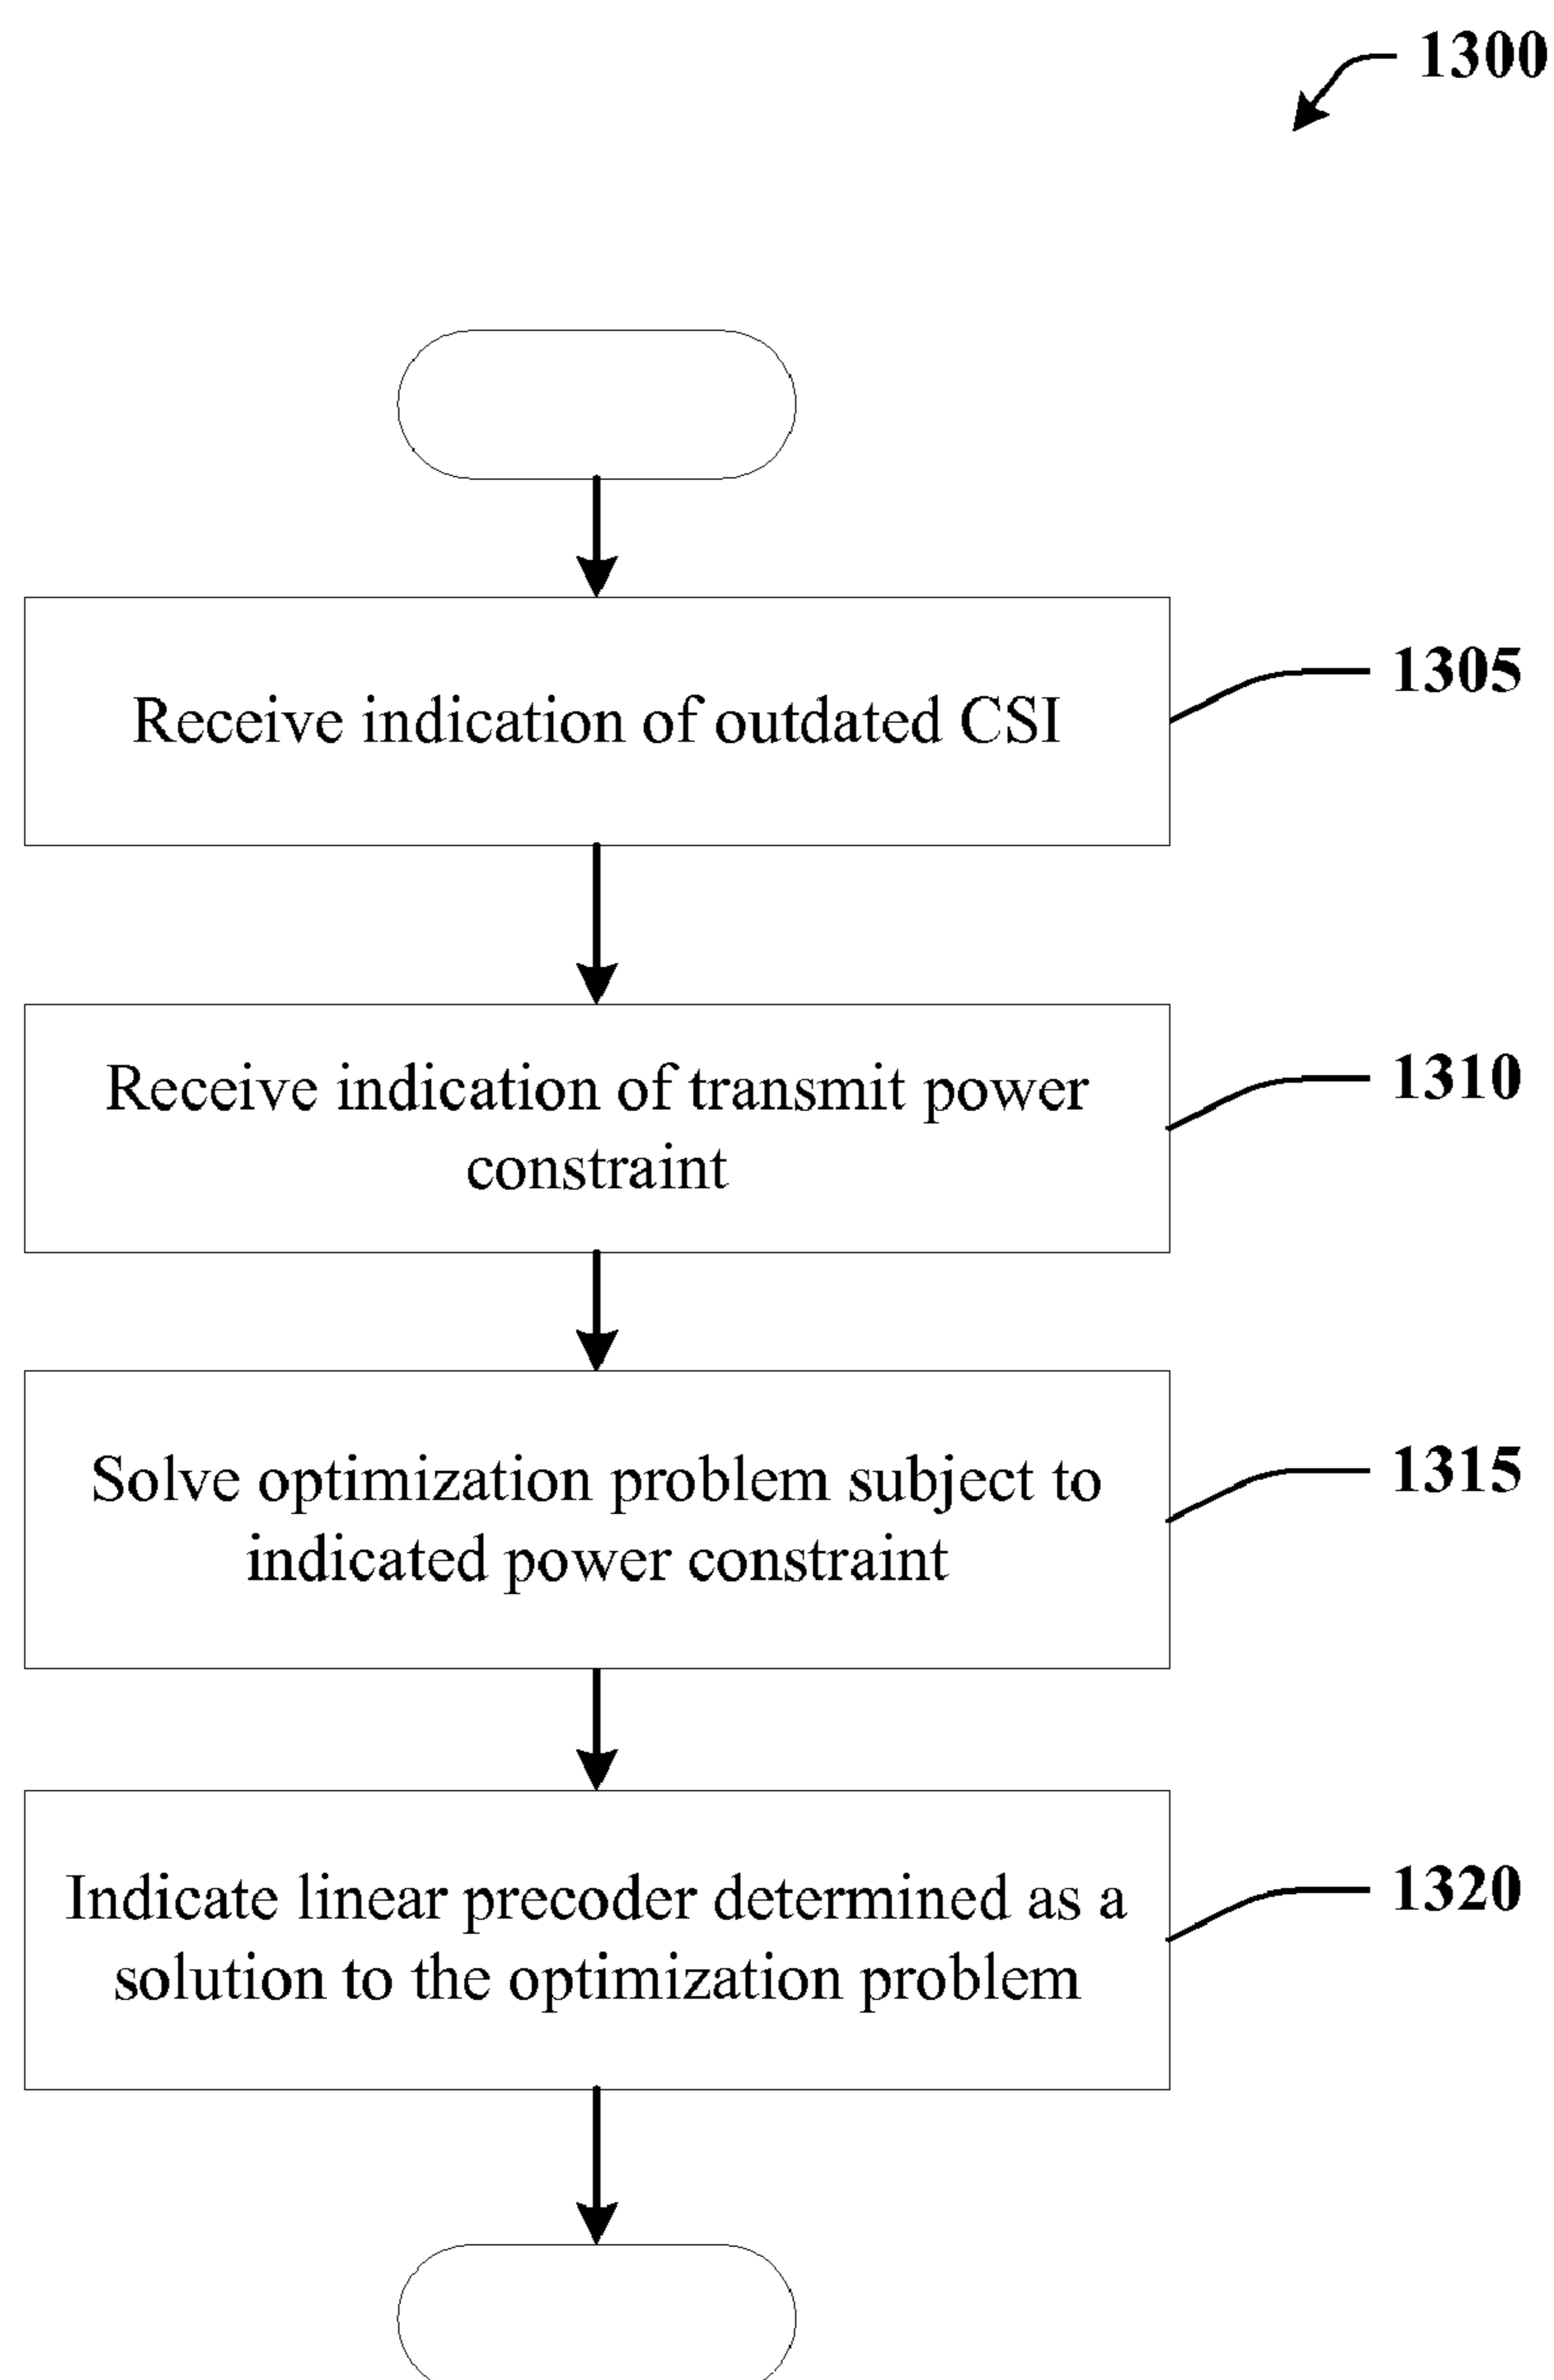 1300
Receive indication of outdated CSI
1305
Receive indication of transmit power
constraint
1310
Solve optimization problem subject to
indicated power constraint
1315
Indicate linear precoder determined as a
solution to the optimization problem
1320